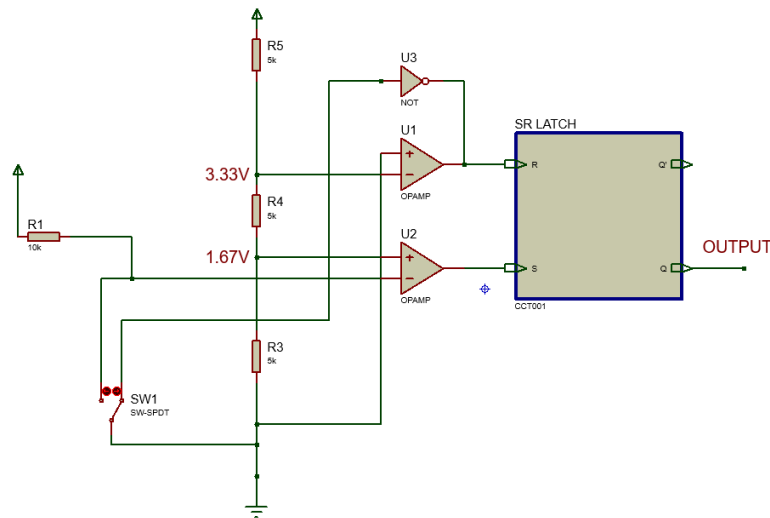 R5
5k
U3
NOT
U1
SR LATCH
+
−
OPAMP
R
Q'
3.33V
R4
5k
R1
10k
1.67V
U2
+
−
OPAMP
S
Q
OUTPUT
CCT001
R3
5k
SW1
SW-SPDT